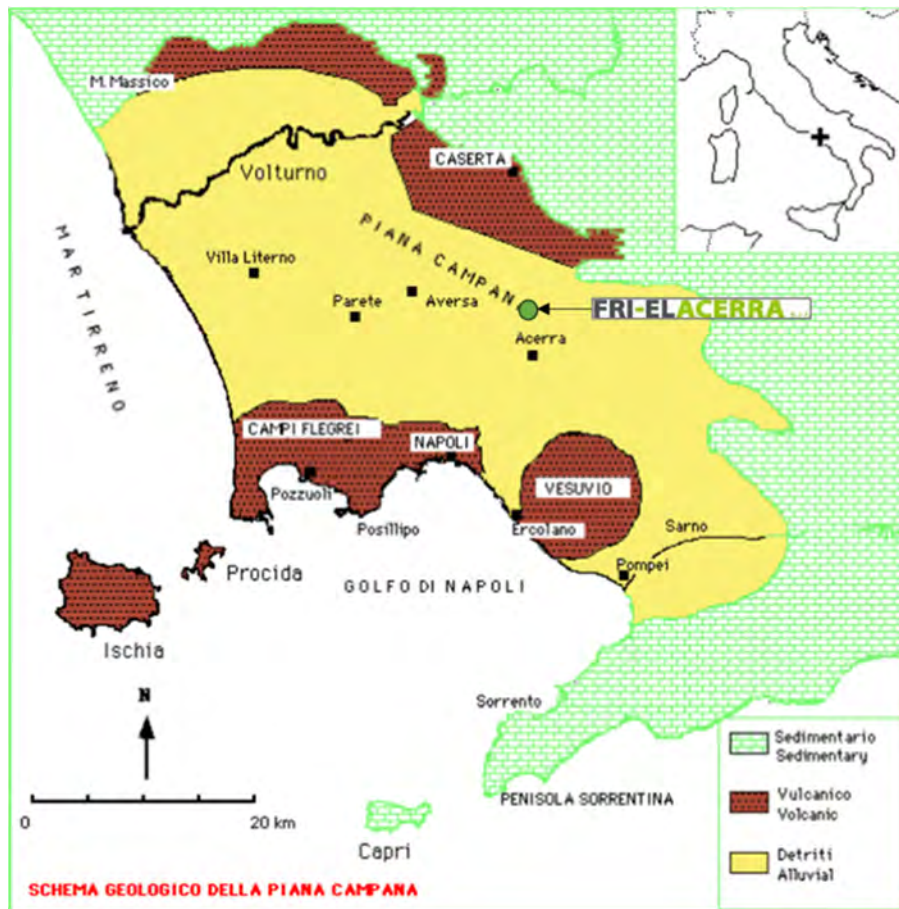 M. Massico
Volturno
CASERTA
PIANA CAMPAN
Villa Literno
Parete
Aversa
FRI-ELACERRA
Acerra
MAR TIRRENO
CAMPI FLEGREI
NAPOLI
Pozzuoli
Posillipo
VESUVIO
Ercolano
Sarno
Pompei
Procida
GOLFO DI NAPOLI
Ischia
N
Sorrento
PENISOLA SORRENTINA
0 20 km
Capri
Sedimentario
Sedimentary
Vulcanico
Volcanic
Detriti
Alluvial
SCHEMA GEOLOGICO DELLA PIANA CAMPANA